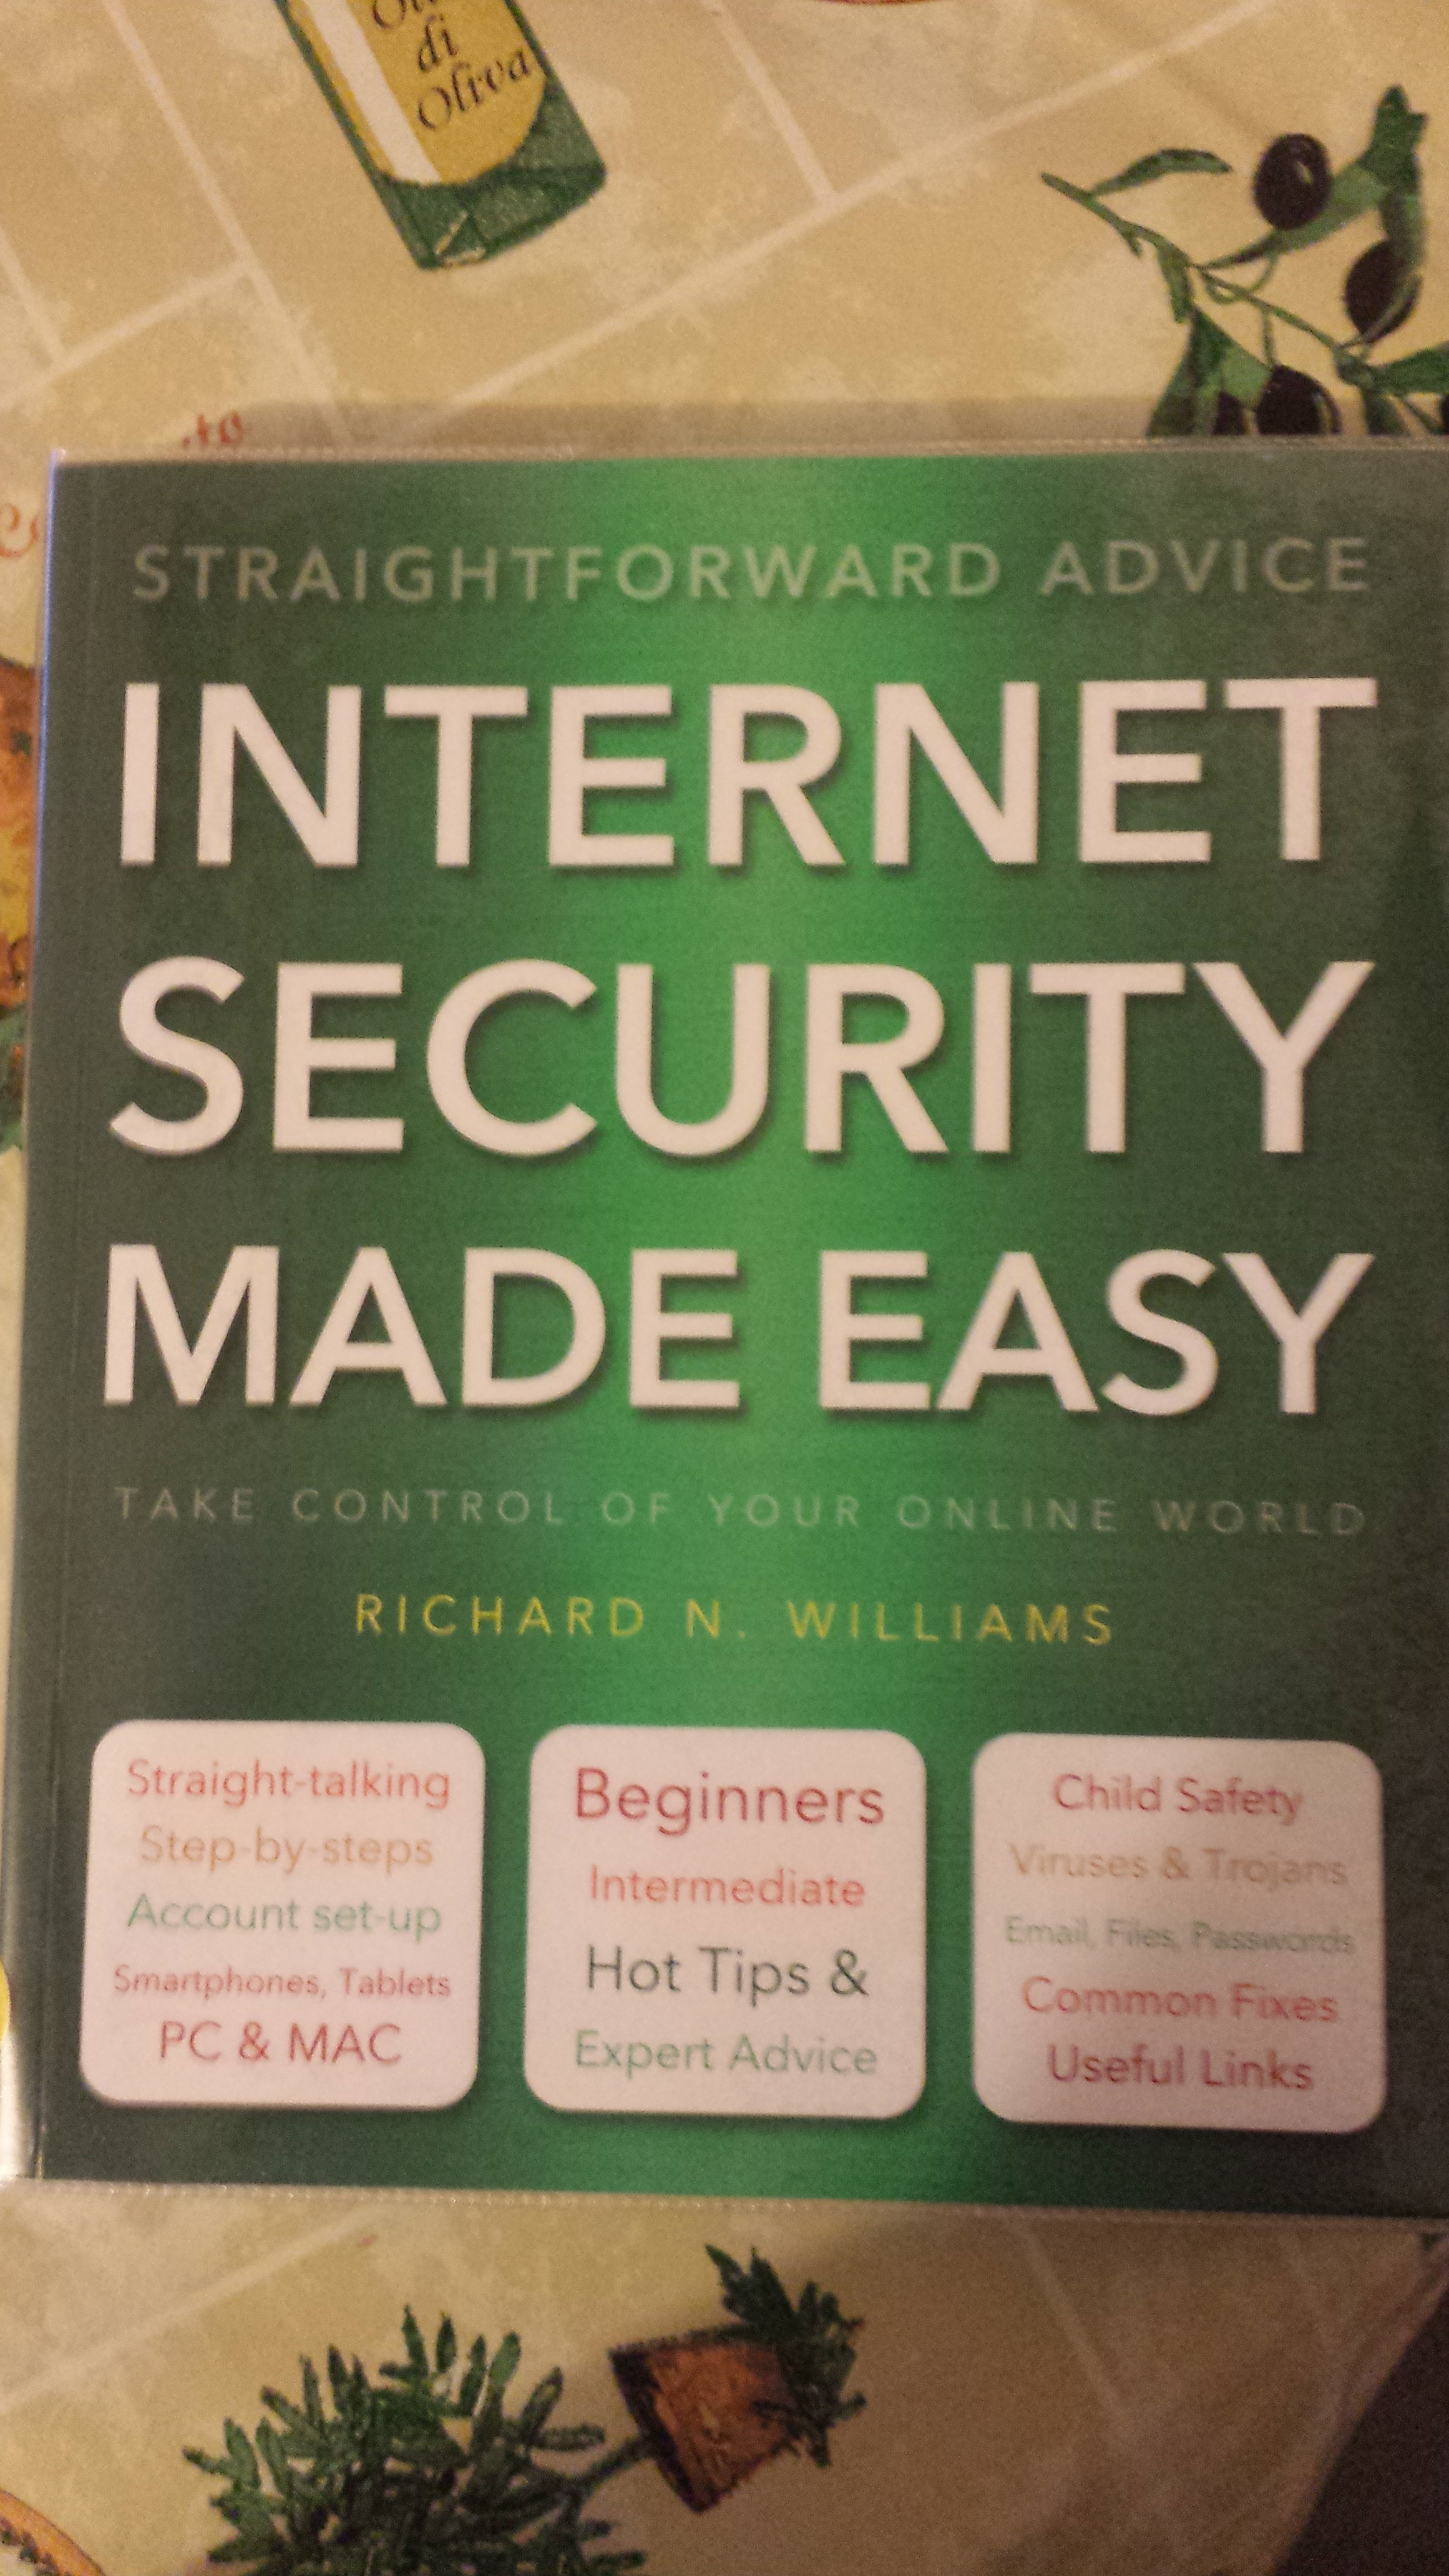 di
Oliva
STRAIGHTFORWARD ADVICE
INTERNET
SECURITY
MADE EASY
TAKE CONTROL OF YOUR ONLINE WORLD
RICHARD N. WILLIAMS
Straight-talking
Step-by-steps
Account set-up
Smartphones, Tablets
PC & MAC
Beginners
Intermediate
Hot Tips &
Expert Advice
Child Safety
Viruses & Trojans
Email, Files, Passwords
Common Fixes
Useful Links